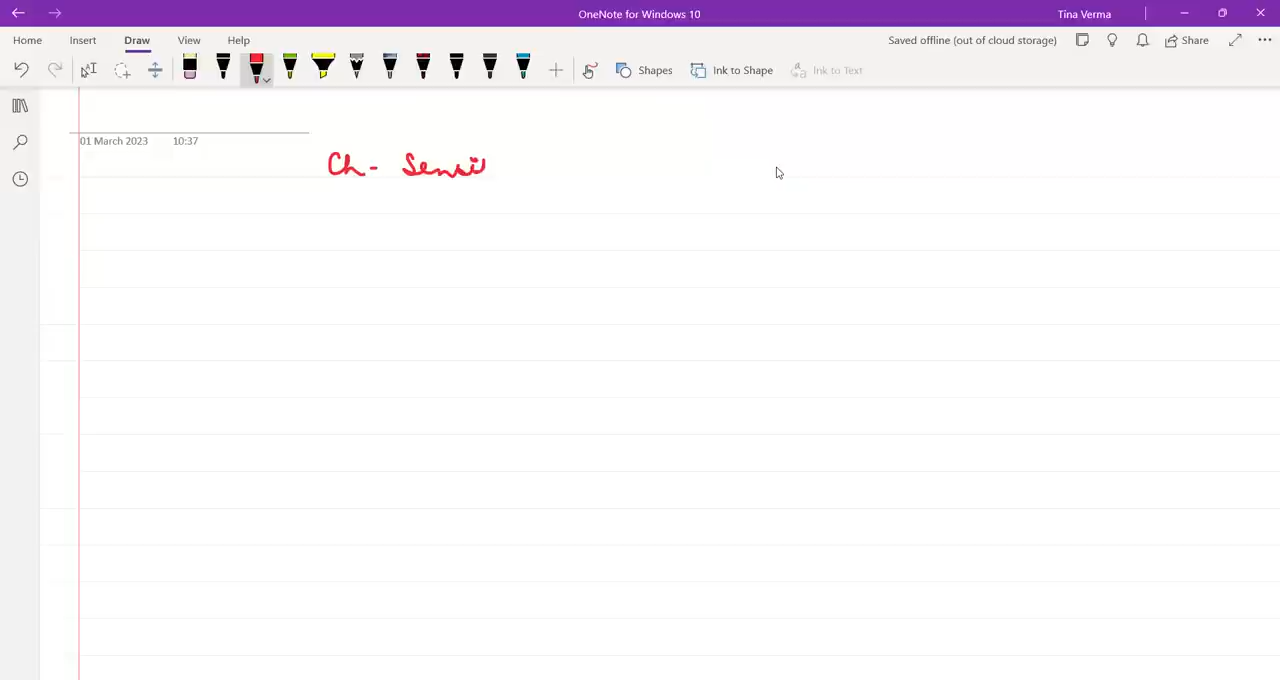 OneNote for Windows 10
Tina Verma
Home Insert Draw View Help
Saved offline (out of cloud storage)
Share
Shapes
Ink to Shape
Ink to Text
01 March 2023 10:37
Ch - Sensi